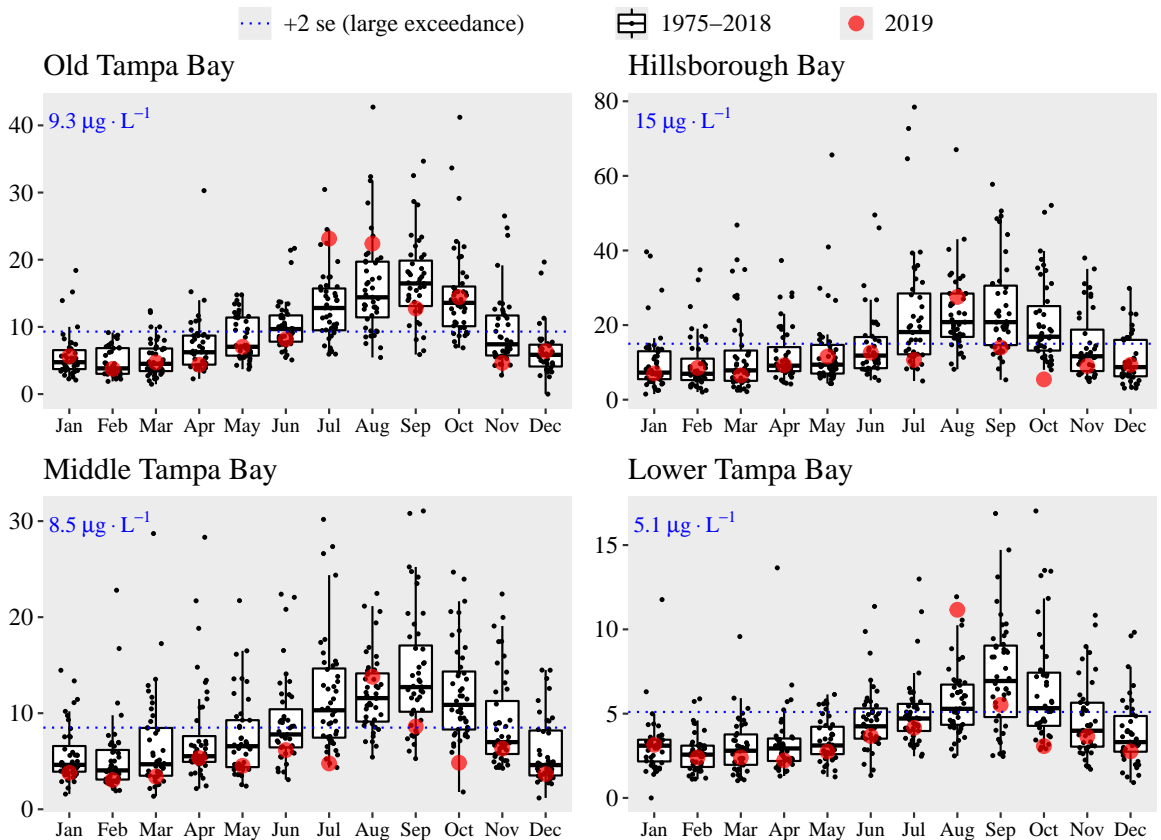 +2 se (large exceedance) 1975–2018 2019
Old Tampa Bay
9.3 μg · L⁻¹
40
30
20
10
0
Jan Feb Mar Apr May Jun Jul Aug Sep Oct Nov Dec
Hillsborough Bay
15 μg · L⁻¹
80
60
40
20
0
Jan Feb Mar Apr May Jun Jul Aug Sep Oct Nov Dec
Middle Tampa Bay
8.5 μg · L⁻¹
30
20
10
0
Jan Feb Mar Apr May Jun Jul Aug Sep Oct Nov Dec
Lower Tampa Bay
5.1 μg · L⁻¹
15
10
5
0
Jan Feb Mar Apr May Jun Jul Aug Sep Oct Nov Dec